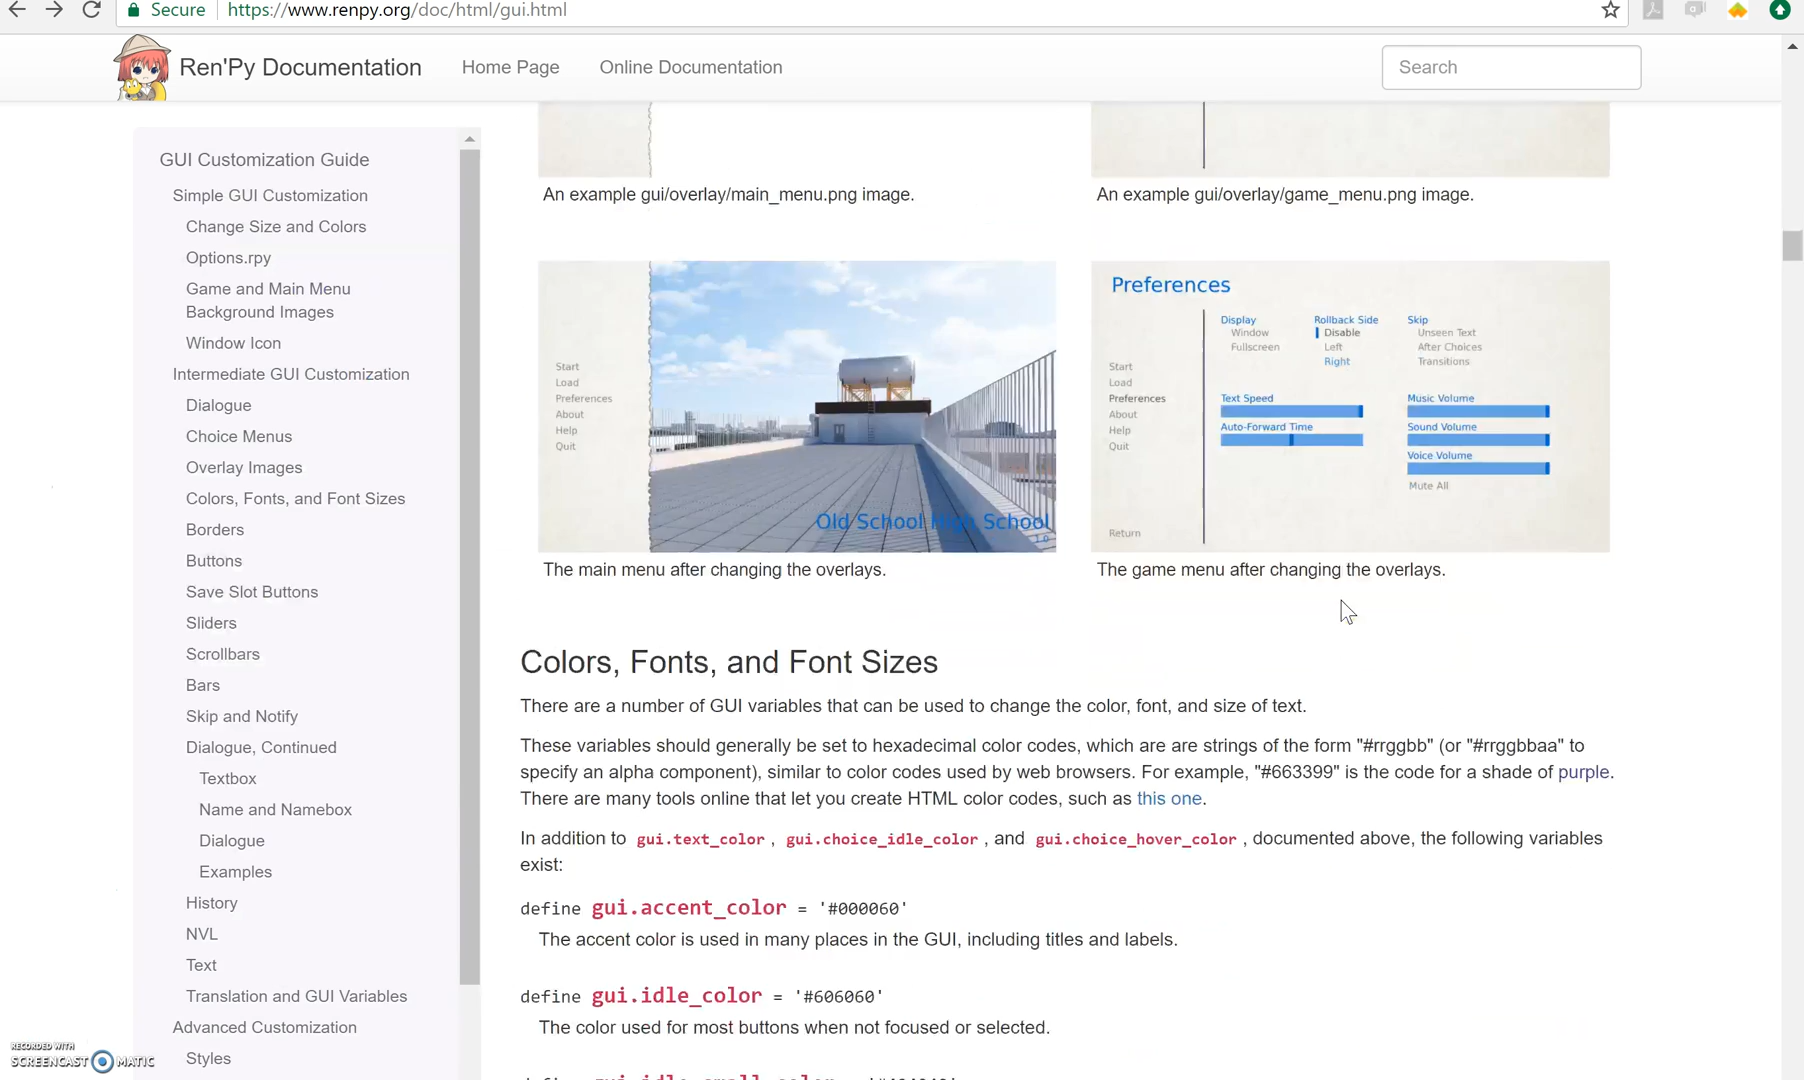 Secure https://www.renpy.org/doc/html/gui.html
Ren'Py Documentation Home Page Online Documentation Search
GUI Customization Guide
Simple GUI Customization
Change Size and Colors
Options.rpy
Game and Main Menu
Background Images
Window Icon
Intermediate GUI Customization
Dialogue
Choice Menus
Overlay Images
Colors, Fonts, and Font Sizes
Borders
Buttons
Save Slot Buttons
Sliders
Scrollbars
Bars
Skip and Notify
Dialogue, Continued
Textbox
Name and Namebox
Dialogue
Examples
History
NVL
Text
Translation and GUI Variables
Advanced Customization
Styles
An example gui/overlay/main_menu.png image.
An example gui/overlay/game_menu.png image.
Start
Load
Preferences
About
Help
Quit
Old School High School
1.0
The main menu after changing the overlays.
Preferences
Start
Load
Preferences
About
Help
Quit
Return
Display
Window
Fullscreen
Rollback Side
Disable
Left
Right
Skip
Unseen Text
After Choices
Transitions
Text Speed
Auto-Forward Time
Music Volume
Sound Volume
Voice Volume
Mute All
The game menu after changing the overlays.
Colors, Fonts, and Font Sizes
There are a number of GUI variables that can be used to change the color, font, and size of text.
These variables should generally be set to hexadecimal color codes, which are are strings of the form "#rrggbb" (or "#rrggbbaa" to
specify an alpha component), similar to color codes used by web browsers. For example, "#663399" is the code for a shade of purple.
There are many tools online that let you create HTML color codes, such as this one.
In addition to gui.text_color , gui.choice_idle_color , and gui.choice_hover_color , documented above, the following variables
exist:
define gui.accent_color = '#000060'
The accent color is used in many places in the GUI, including titles and labels.
define gui.idle_color = '#606060'
The color used for most buttons when not focused or selected.
RECORDED WITH
SCREENCAST MATIC